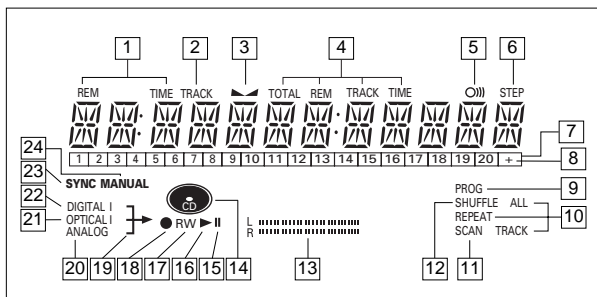 1 2 3 4 5 6
REM TIME TRACK TOTAL REM TRACK TIME STEP
1 2 3 4 5 6 7 8 9 10 11 12 13 14 15 16 17 18 19 20 +
7
8
24
23
SYNC MANUAL
22 DIGITAL I
21 OPTICAL I
ANALOG
CD
RW
L
R
PROG 9
SHUFFLE ALL
REPEAT 10
SCAN TRACK
20 19 18 17 16 15 14 13 12 11